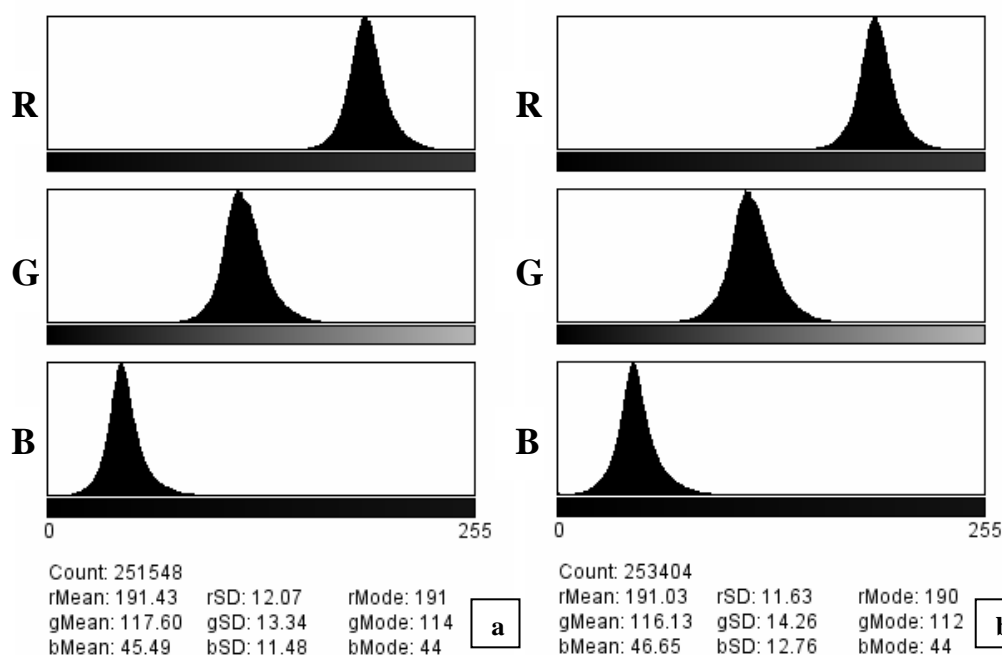 R
G
B
0 255
Count: 251548
rMean: 191.43 rSD: 12.07 rMode: 191
gMean: 117.60 gSD: 13.34 gMode: 114
bMean: 45.49 bSD: 11.48 bMode: 44
a
R
G
B
0 255
Count: 253404
rMean: 191.03 rSD: 11.63 rMode: 190
gMean: 116.13 gSD: 14.26 gMode: 112
bMean: 46.65 bSD: 12.76 bMode: 44
b